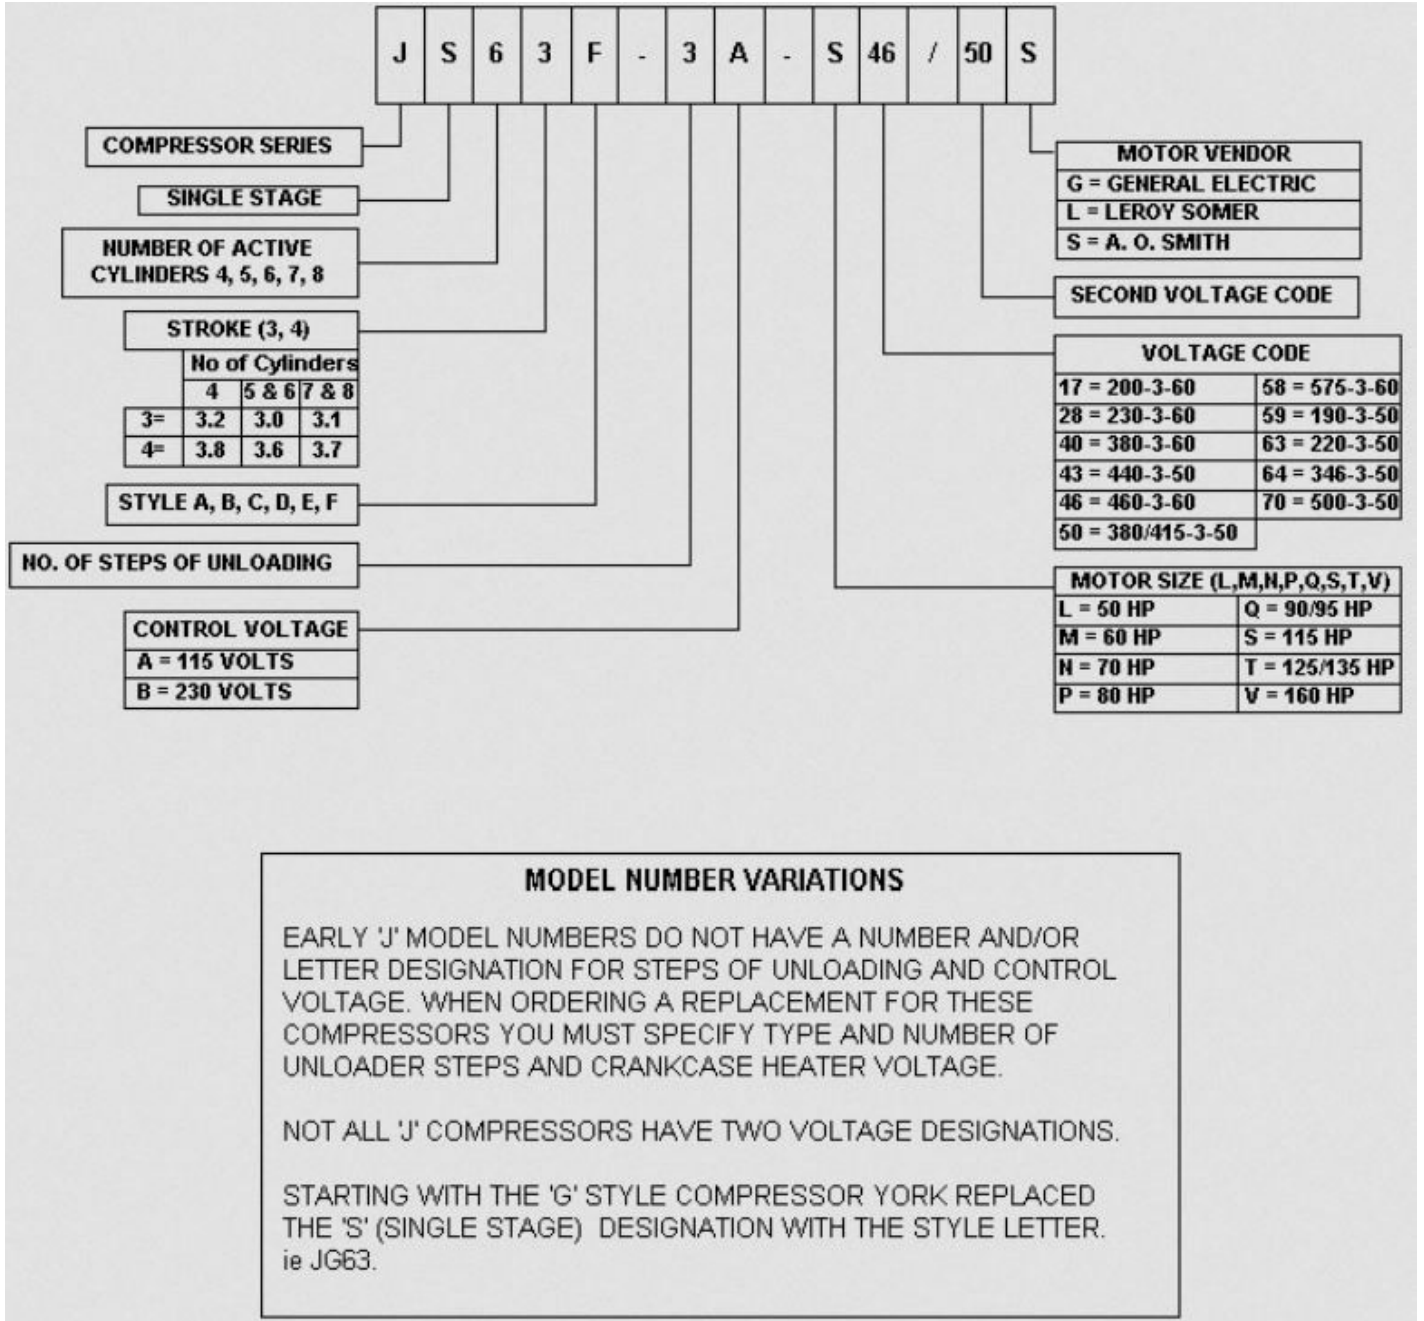 J S 6 3 F - 3 A - S 46 / 50 S
COMPRESSOR SERIES
SINGLE STAGE
NUMBER OF ACTIVE
CYLINDERS 4, 5, 6, 7, 8
STROKE (3, 4)
No of Cylinders
4 5 & 6 7 & 8
3= 3.2 3.0 3.1
4= 3.8 3.6 3.7
STYLE A, B, C, D, E, F
NO. OF STEPS OF UNLOADING
CONTROL VOLTAGE
A = 115 VOLTS
B = 230 VOLTS
MOTOR VENDOR
G = GENERAL ELECTRIC
L = LEROY SOMER
S = A. O. SMITH
SECOND VOLTAGE CODE
VOLTAGE CODE
17 = 200-3-60 58 = 575-3-60
28 = 230-3-60 59 = 190-3-50
40 = 380-3-60 63 = 220-3-50
43 = 440-3-50 64 = 346-3-50
46 = 460-3-60 70 = 500-3-50
50 = 380/415-3-50
MOTOR SIZE (L,M,N,P,Q,S,T,V)
L = 50 HP Q = 90/95 HP
M = 60 HP S = 115 HP
N = 70 HP T = 125/135 HP
P = 80 HP V = 160 HP
MODEL NUMBER VARIATIONS
EARLY 'J' MODEL NUMBERS DO NOT HAVE A NUMBER AND/OR
LETTER DESIGNATION FOR STEPS OF UNLOADING AND CONTROL
VOLTAGE. WHEN ORDERING A REPLACEMENT FOR THESE
COMPRESSORS YOU MUST SPECIFY TYPE AND NUMBER OF
UNLOADER STEPS AND CRANKCASE HEATER VOLTAGE.
NOT ALL 'J' COMPRESSORS HAVE TWO VOLTAGE DESIGNATIONS.
STARTING WITH THE 'G' STYLE COMPRESSOR YORK REPLACED
THE 'S' (SINGLE STAGE) DESIGNATION WITH THE STYLE LETTER.
ie JG63.